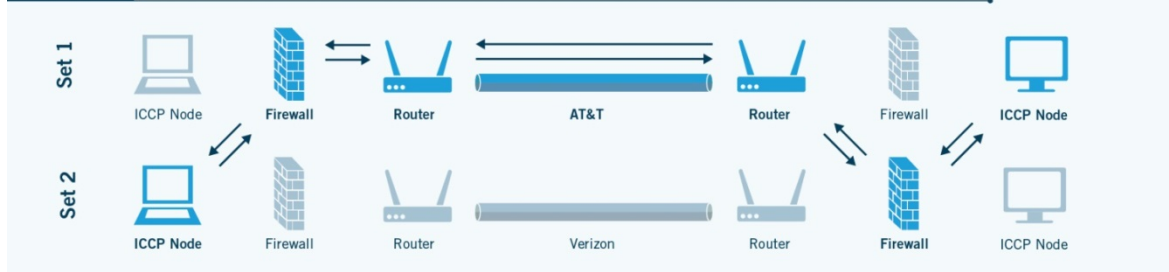 Set 1
ICCP Node Firewall Router AT&T Router Firewall ICCP Node
Set 2
ICCP Node Firewall Router Verizon Router Firewall ICCP Node